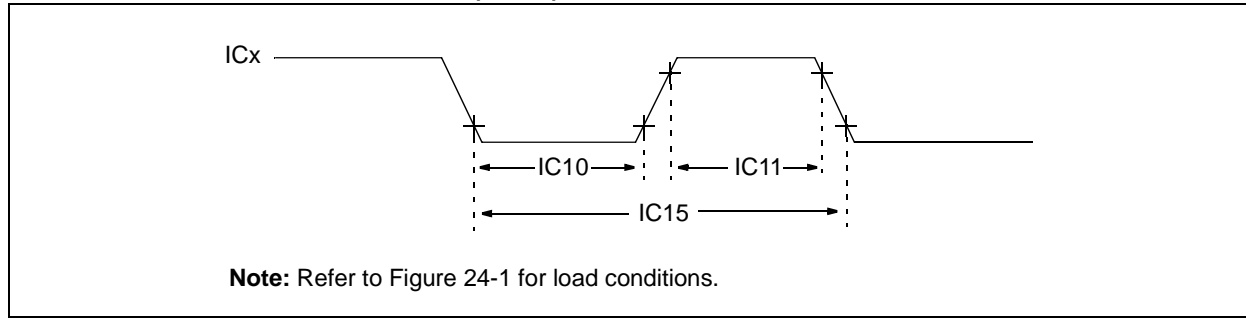 ICx
IC10
IC11
IC15
Note: Refer to Figure 24-1 for load conditions.